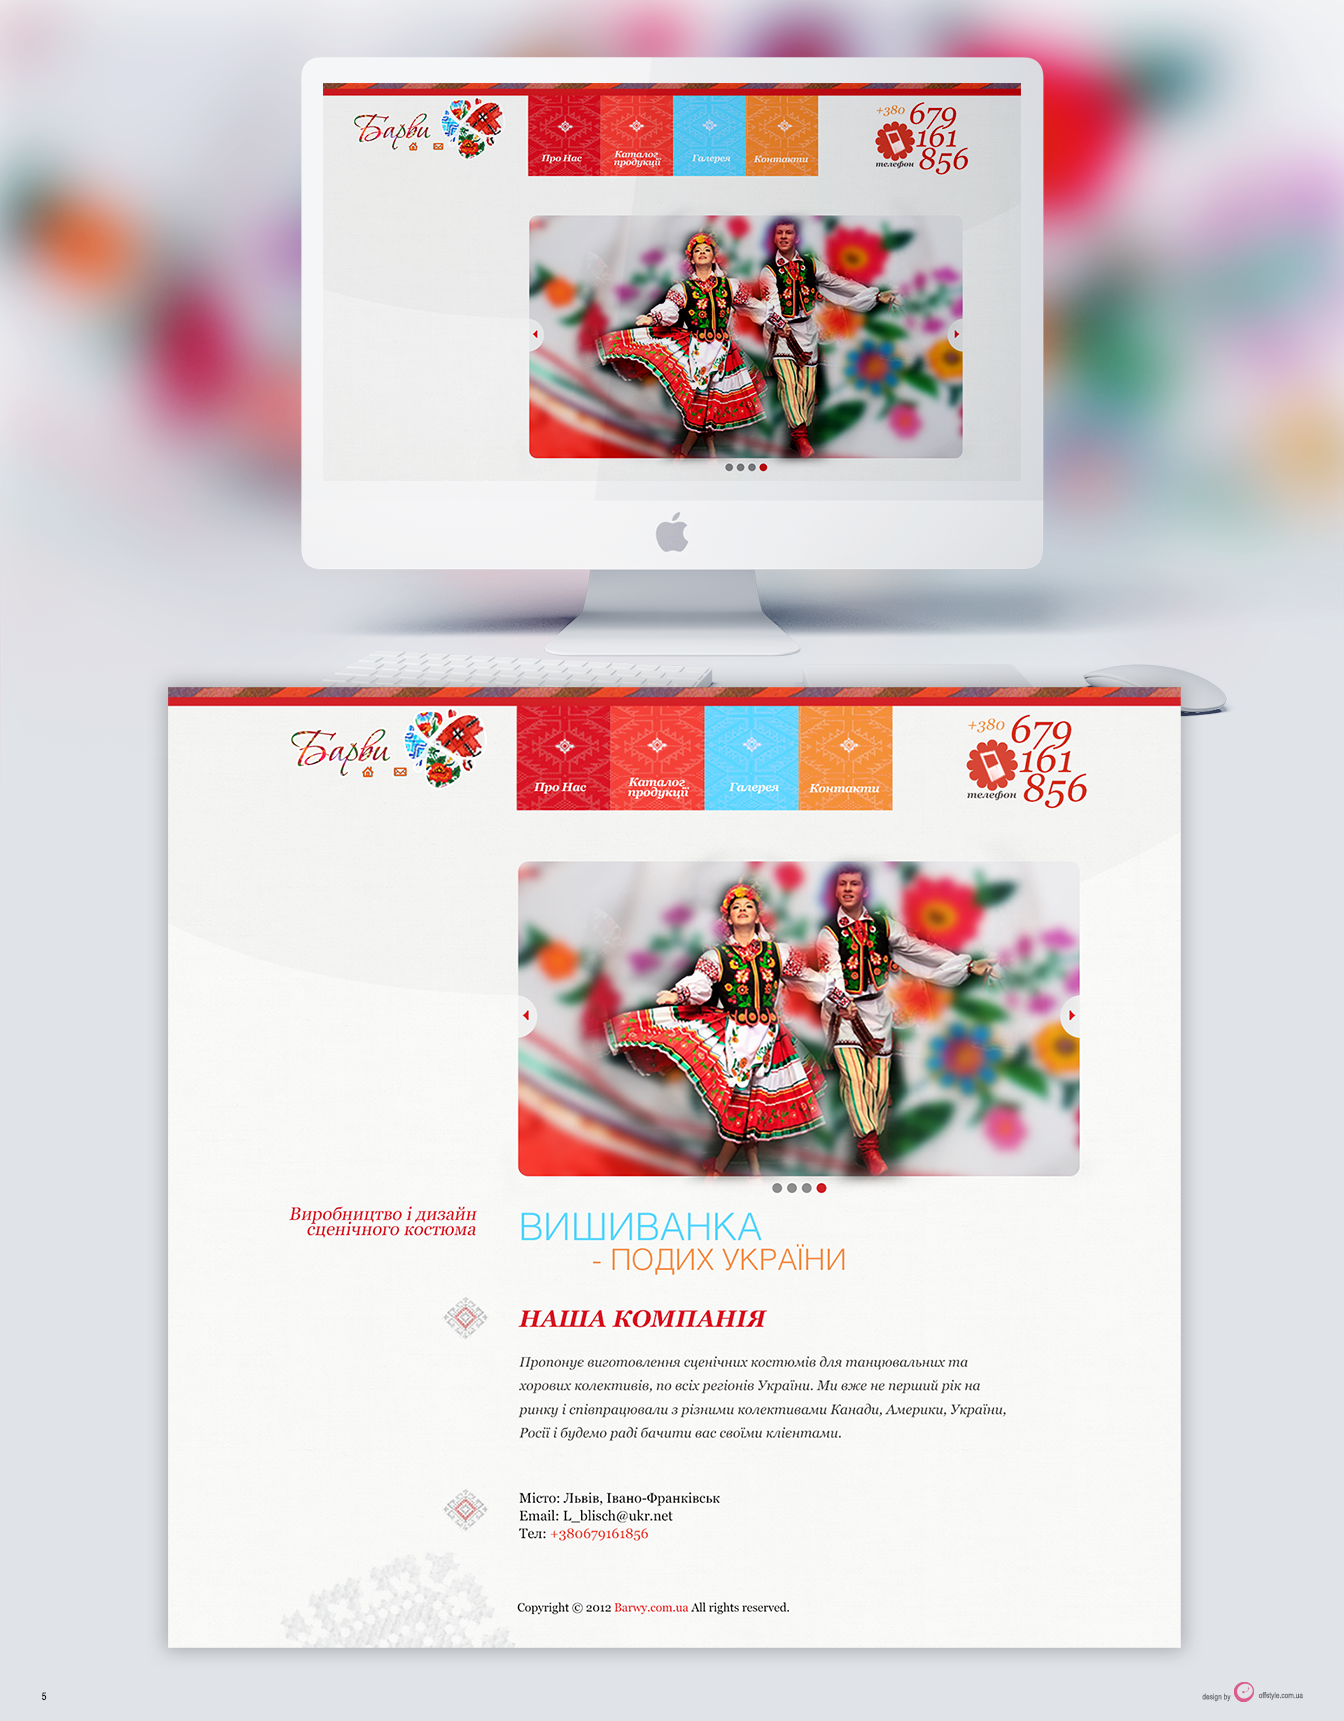 Барви
Про Нас
Каталог
продукції
Галерея
Контакти
+380 679
161
856
телефон
Барви
Про Нас
Каталог
продукції
Галерея
Контакти
+380 679
161
856
телефон
Виробництво і дизайн
сценічного костюма
ВИШИВАНКА
- ПОДИХ УКРАЇНИ
НАША КОМПАНІЯ
Пропонує виготовлення сценічних костюмів для танцювальних та
хорових колективів, по всіх регіонів України. Ми вже не перший рік на
ринку і співпрацювали з різними колективами Канади, Америки, України,
Росії і будемо раді бачити вас своїми клієнтами.
Місто: Львів, Івано-Франківськ
Email: L_blisch@ukr.net
Тел: +380679161856
Copyright © 2012 Barwy.com.ua All rights reserved.
5
design by offstyle.com.ua